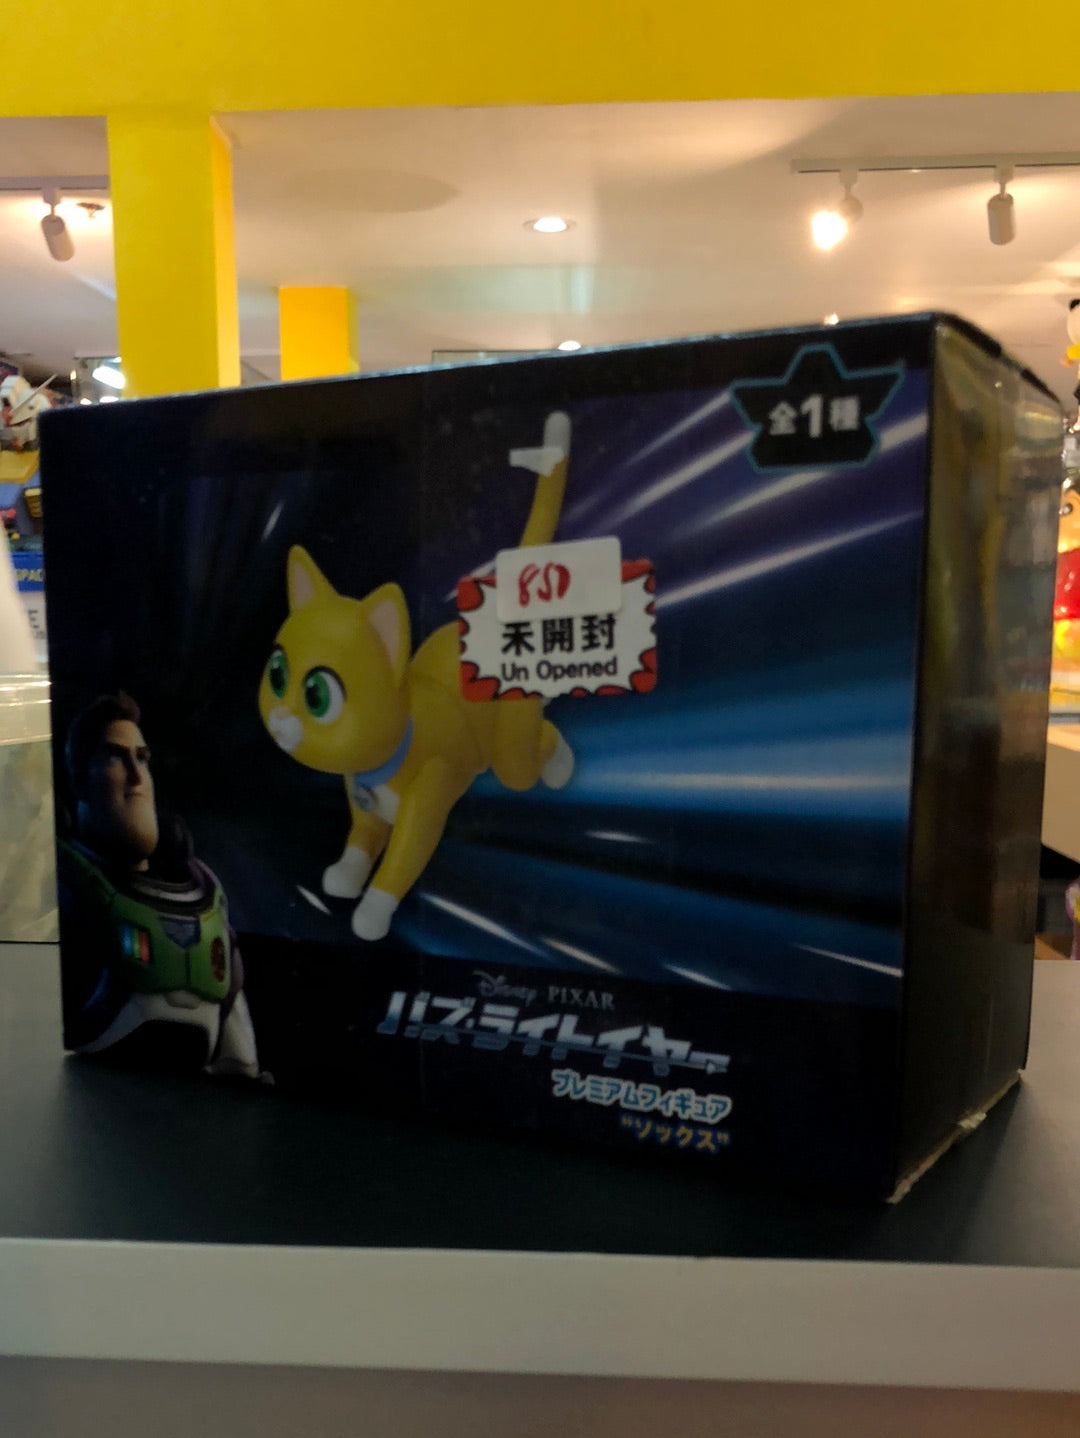 全1種
850
未開封
Un Opened
Disney PIXAR
バズ・ライトイヤー
プレミアムフィギュア
"ソックス"